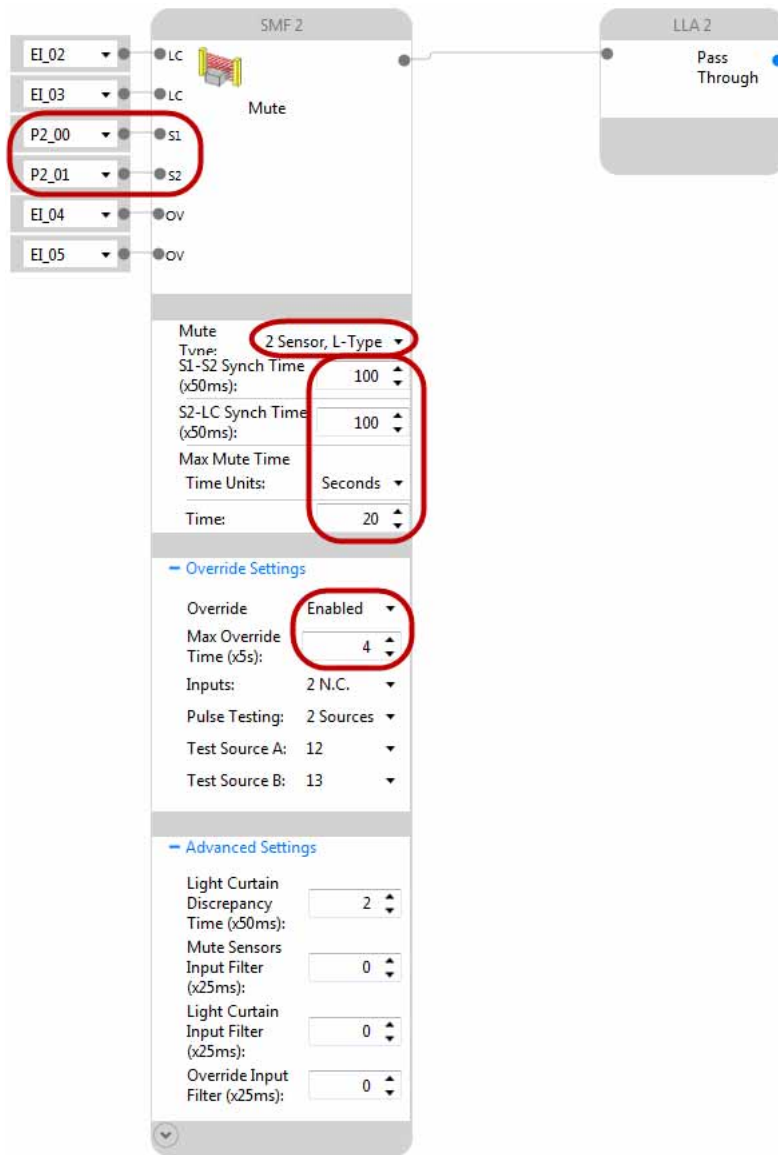 SMF 2
LLA 2
EI_02
LC
EI_03
LC
P2_00
S1
P2_01
S2
EI_04
OV
EI_05
OV
Mute
Pass
Through
Mute
Type:
2 Sensor, L-Type
S1-S2 Synch Time
(x50ms):
100
S2-LC Synch Time
(x50ms):
100
Max Mute Time
Time Units:
Seconds
Time:
20
Override Settings
Override
Enabled
Max Override
Time (x5s):
4
Inputs:
2 N.C.
Pulse Testing:
2 Sources
Test Source A:
12
Test Source B:
13
Advanced Settings
Light Curtain
Discrepancy
Time (x50ms):
2
Mute Sensors
Input Filter
(x25ms):
0
Light Curtain
Input Filter
(x25ms):
0
Override Input
Filter (x25ms):
0